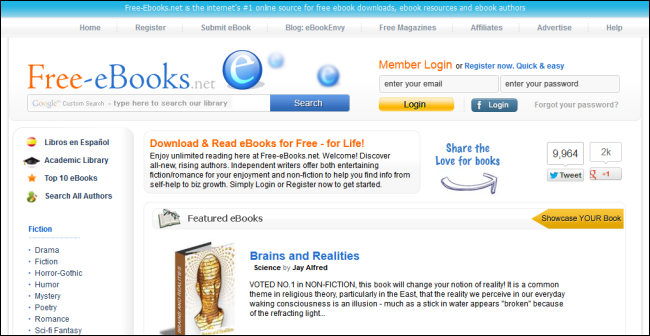 Free-Ebooks.net is the internet's #1 online source for free ebook downloads, ebook resources and ebook authors
Home Register Submit eBook Blog: eBookEnvy Free Magazines Affiliates Advertise Help
Free-eBooks.net
Google™ Custom Search - type here to search our library Search
Member Login or Register now. Quick & easy
enter your email enter your password
Login f Login Forgot your password?
Libros en Español
Academic Library
Top 10 eBooks
Search All Authors
Fiction
Drama
Fiction
Horror-Gothic
Humor
Mystery
Poetry
Romance
Sci-fi Fantasy
Download & Read eBooks for Free - for Life!
Enjoy unlimited reading here at Free-eBooks.net. Welcome! Discover
all-new, rising authors. Independent writers offer both entertaining
fiction/romance for your enjoyment and non-fiction to help you find info from
self-help to biz growth. Simply Login or Register now to get started.
Share the
Love for books
9,964 2k
Tweet +1
Featured eBooks Showcase YOUR Book
Brains and Realities
Science by Jay Alfred
VOTED NO.1 in NON-FICTION, this book will change your notion of reality! It is a common
theme in religious theory, particularly in the East, that the reality we perceive in our everyday
waking consciousness is an illusion - much as a stick in water appears "broken" because
of the refracting light...